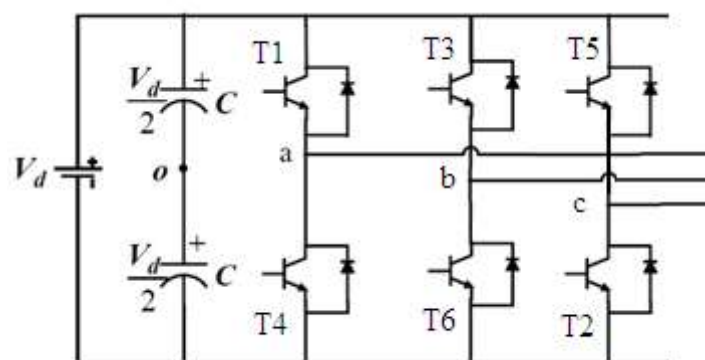 T1
T3
T5
V_d/2
+
C
a
V_d
+
o
b
c
V_d/2
+
C
T4
T6
T2